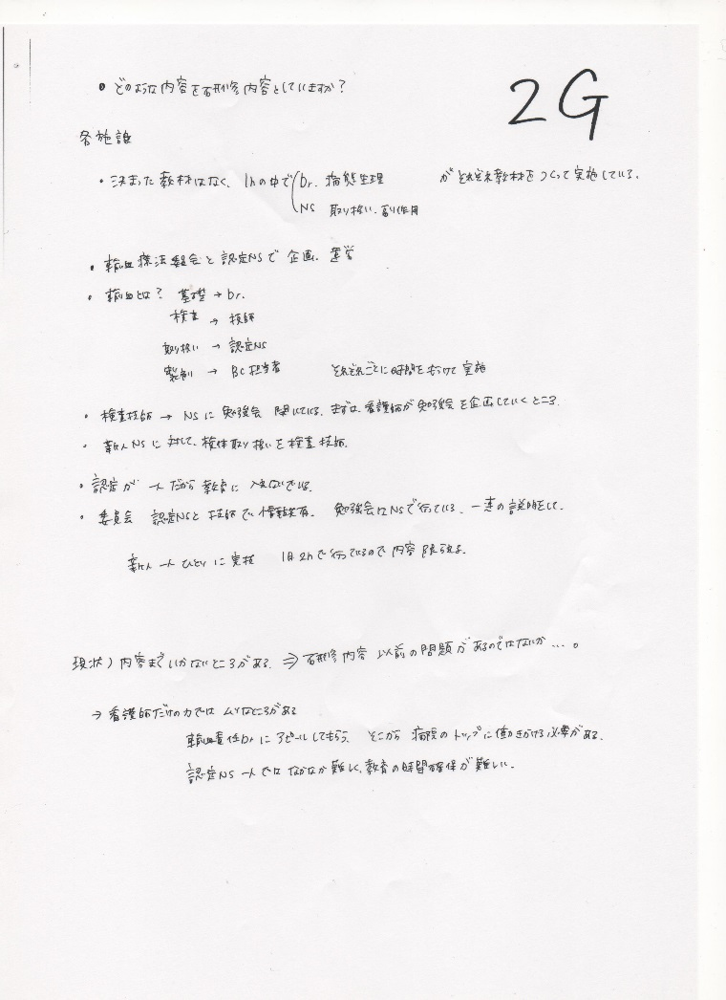 ● どのような内容を研修内容としていますか？
2G
各施設
・決まった教材はなく、1hの中で Dr. 病態生理 がそれぞれ教材をつくって実施している。
NS 取り扱い、副作用
・輸血療法委員会と認定NSで企画、運営
・輸血とは？ 基礎 → Dr.
検査 → 技師
取り扱い → 認定NS
製剤 → BC担当者 それぞれごとに時間をわけて実施
・検査技師 → NSに勉強会 開いている。まずは、看護師が勉強会を企画していくところ。
・新人NSに対して、検体取り扱いを検査技師。
・認定が一人だから教育に入えないでいる。
・委員会 認定NSと技師で情報共有。 勉強会はNSで行っている。一連の説明をして。
新人一人ひとりに実技 1日2hで行っているので内容限られる。
現状）内容までいかないところがある。⇒ 研修内容以前の問題があるのではないか…。
→ 看護師だけの力ではムリなところがある
輸血責任Drにアピールしてもらう、そこから病院のトップに働きかける必要がある。
認定NS一人ではなかなか難しく、教育の時間確保が難しい。